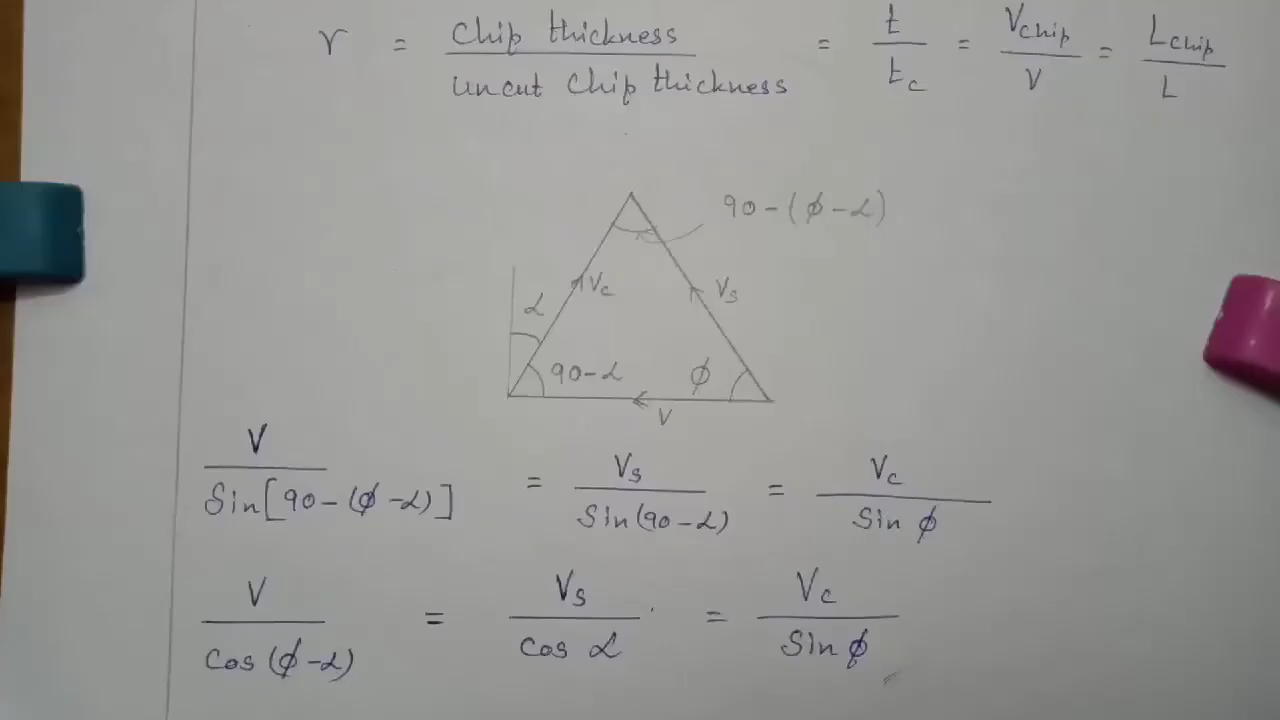 r = Chip thickness / uncut Chip thickness = t / tc = Vchip / V = Lchip / L
90-(ϕ-α)
Vc
Vs
α
90-α
ϕ
V
V / Sin[90-(ϕ-α)] = Vs / Sin(90-α) = Vc / Sin ϕ
V / Cos(ϕ-α) = Vs / Cos α = Vc / Sin ϕ